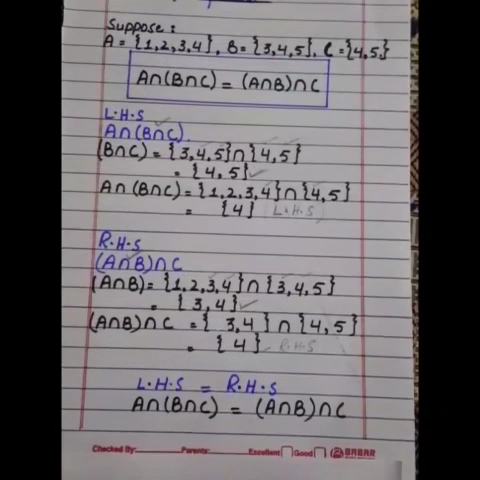 Suppose:
A = {1,2,3,4}, B = {3,4,5}, C = {4,5}
A∩(B∩C) = (A∩B)∩C
L.H.S
A∩(B∩C).
(B∩C) = {3,4,5}∩{4,5}
= {4,5}✓
A∩(B∩C) = {1,2,3,4}∩{4,5}
= {4} L.H.S
R.H.S
(A∩B)∩C
(A∩B) = {1,2,3,4}∩{3,4,5}
= {3,4}✓
(A∩B)∩C = { 3,4}∩{4,5}
= {4} R.H.S
L.H.S = R.H.S
A∩(B∩C) = (A∩B)∩C
Checked By: Parents: Excellent Good BABAR